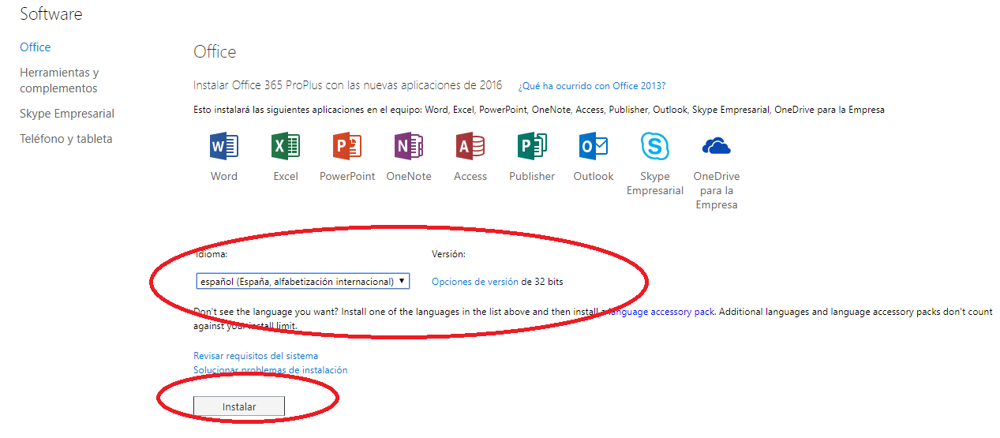 Software
Office
Herramientas y
complementos
Skype Empresarial
Teléfono y tableta
Office
Instalar Office 365 ProPlus con las nuevas aplicaciones de 2016 ¿Qué ha ocurrido con Office 2013?
Esto instalará las siguientes aplicaciones en el equipo: Word, Excel, PowerPoint, OneNote, Access, Publisher, Outlook, Skype Empresarial, OneDrive para la Empresa
Word Excel PowerPoint OneNote Access Publisher Outlook Skype Empresarial OneDrive para la Empresa
Idioma: Versión:
español (España, alfabetización internacional) Opciones de versión de 32 bits
Don't see the language you want? Install one of the languages in the list above and then install a language accessory pack. Additional languages and language accessory packs don't count
against your install limit.
Revisar requisitos del sistema
Solucionar problemas de instalación
Instalar